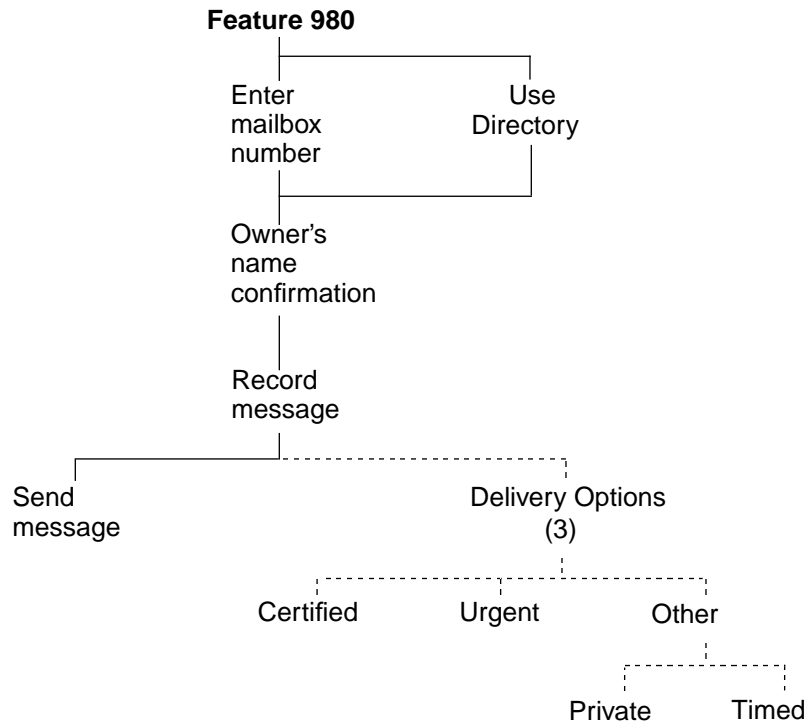 Feature 980
Enter
mailbox
number
Use
Directory
Owner’s
name
confirmation
Record
message
Send
message
Delivery Options
(3)
Certified
Urgent
Other
Private
Timed